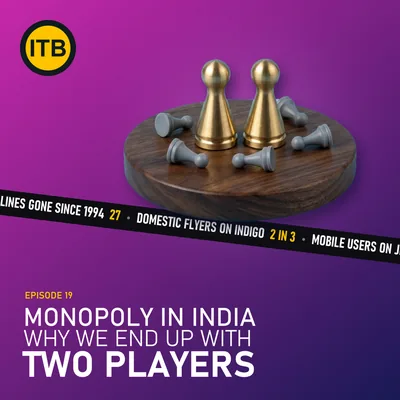 ITB
LINES GONE SINCE 1994 27 • DOMESTIC FLYERS ON INDIGO 2 IN 3 • MOBILE USERS ON
EPISODE 19
MONOPOLY IN INDIA
WHY WE END UP WITH
TWO PLAYERS